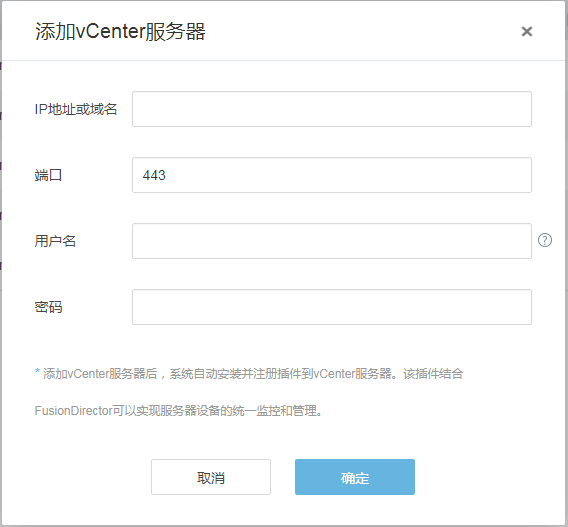 添加vCenter服务器
IP地址或域名
端口 443
用户名
密码
* 添加vCenter服务器后，系统自动安装并注册插件到vCenter服务器。该插件结合
FusionDirector可以实现服务器设备的统一监控和管理。
取消 确定